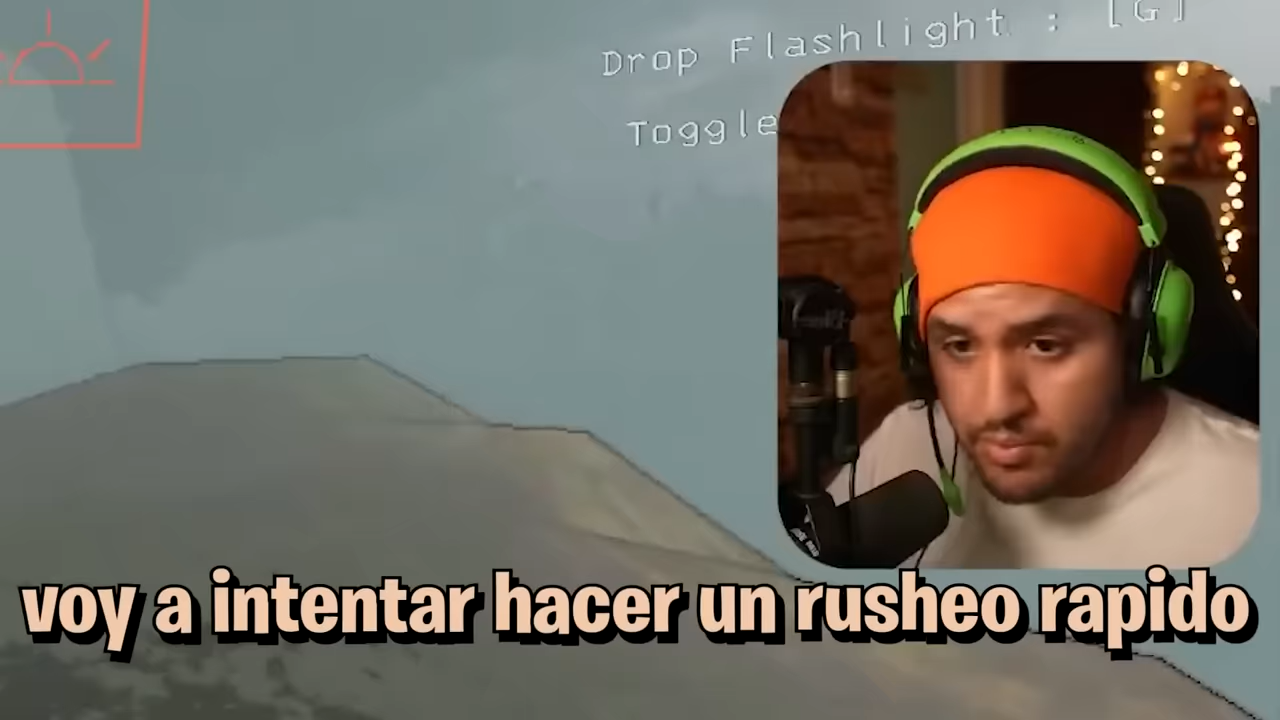 Drop Flashlight : [G]
Toggle
voy a intentar hacer un rusheo rapido